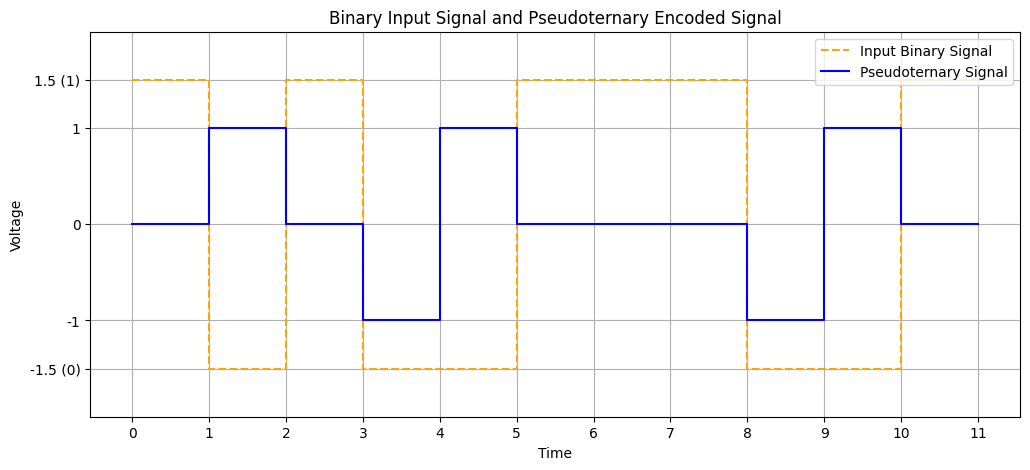 Binary Input Signal and Pseudoternary Encoded Signal
Input Binary Signal
Pseudoternary Signal
Voltage
1.5 (1)
1
0
-1
-1.5 (0)
0 1 2 3 4 5 6 7 8 9 10 11
Time